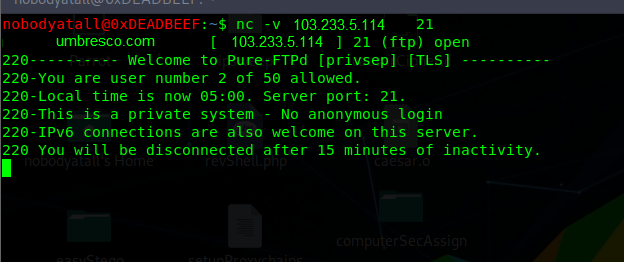 nobodyatall@0xDEADBEEF:~$ nc -v 103.233.5.114 21
umbresco.com [ 103.233.5.114 ] 21 (ftp) open
220---------- Welcome to Pure-FTPd [privsep] [TLS] ----------
220-You are user number 2 of 50 allowed.
220-Local time is now 05:00. Server port: 21.
220-This is a private system - No anonymous login
220-IPv6 connections are also welcome on this server.
220 You will be disconnected after 15 minutes of inactivity.
nobodyatall's Home revShell.php caesar.o
computerSecAssign
easySteno setupProxychains